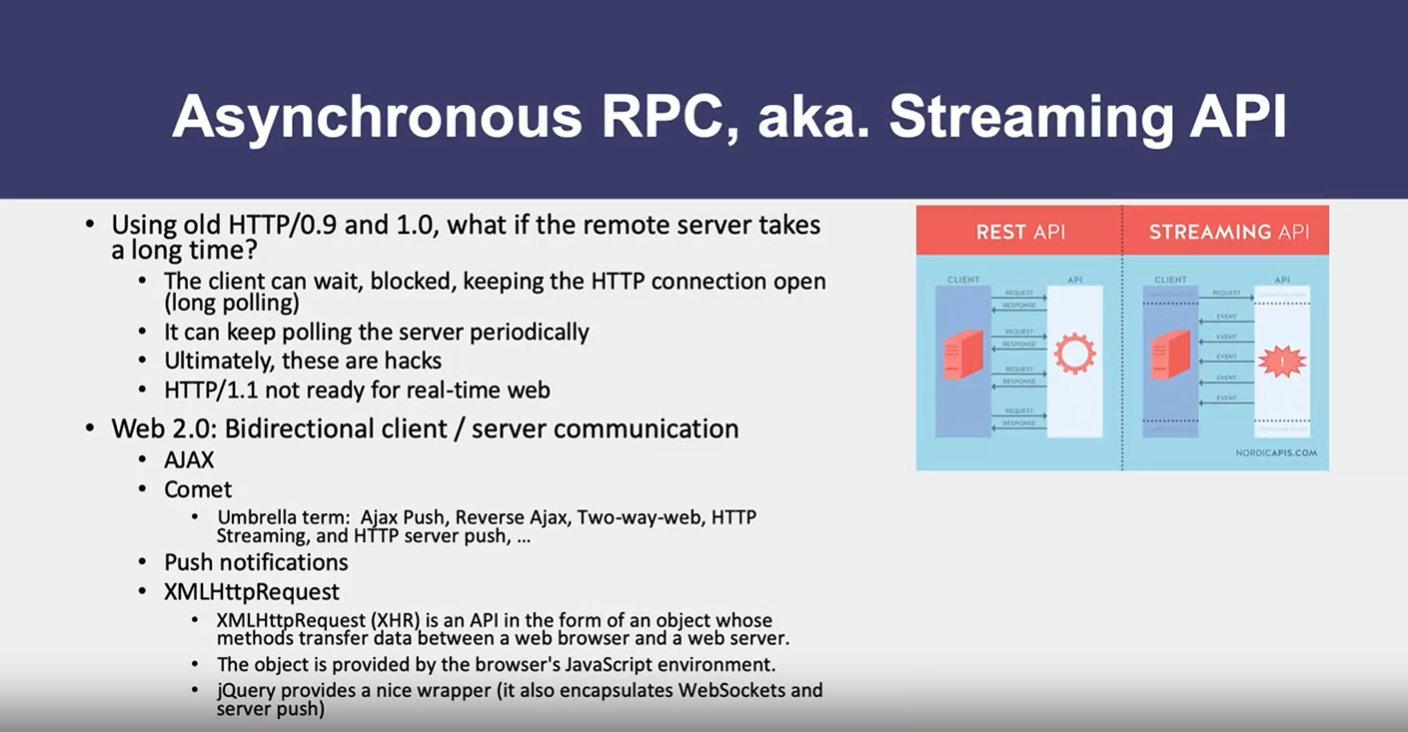 Asynchronous RPC, aka. Streaming API
• Using old HTTP/0.9 and 1.0, what if the remote server takes
a long time?
• The client can wait, blocked, keeping the HTTP connection open
(long polling)
• It can keep polling the server periodically
• Ultimately, these are hacks
• HTTP/1.1 not ready for real-time web
• Web 2.0: Bidirectional client / server communication
• AJAX
• Comet
• Umbrella term: Ajax Push, Reverse Ajax, Two-way-web, HTTP
Streaming, and HTTP server push, ...
• Push notifications
• XMLHttpRequest
• XMLHttpRequest (XHR) is an API in the form of an object whose
methods transfer data between a web browser and a web server.
• The object is provided by the browser's JavaScript environment.
• jQuery provides a nice wrapper (it also encapsulates WebSockets and
server push)
REST API
CLIENT
API
REQUEST
RESPONSE
REQUEST
RESPONSE
REQUEST
RESPONSE
REQUEST
RESPONSE
STREAMING API
CLIENT
API
REQUEST
EVENT
EVENT
EVENT
EVENT
EVENT
!
NORDICAPIS.COM